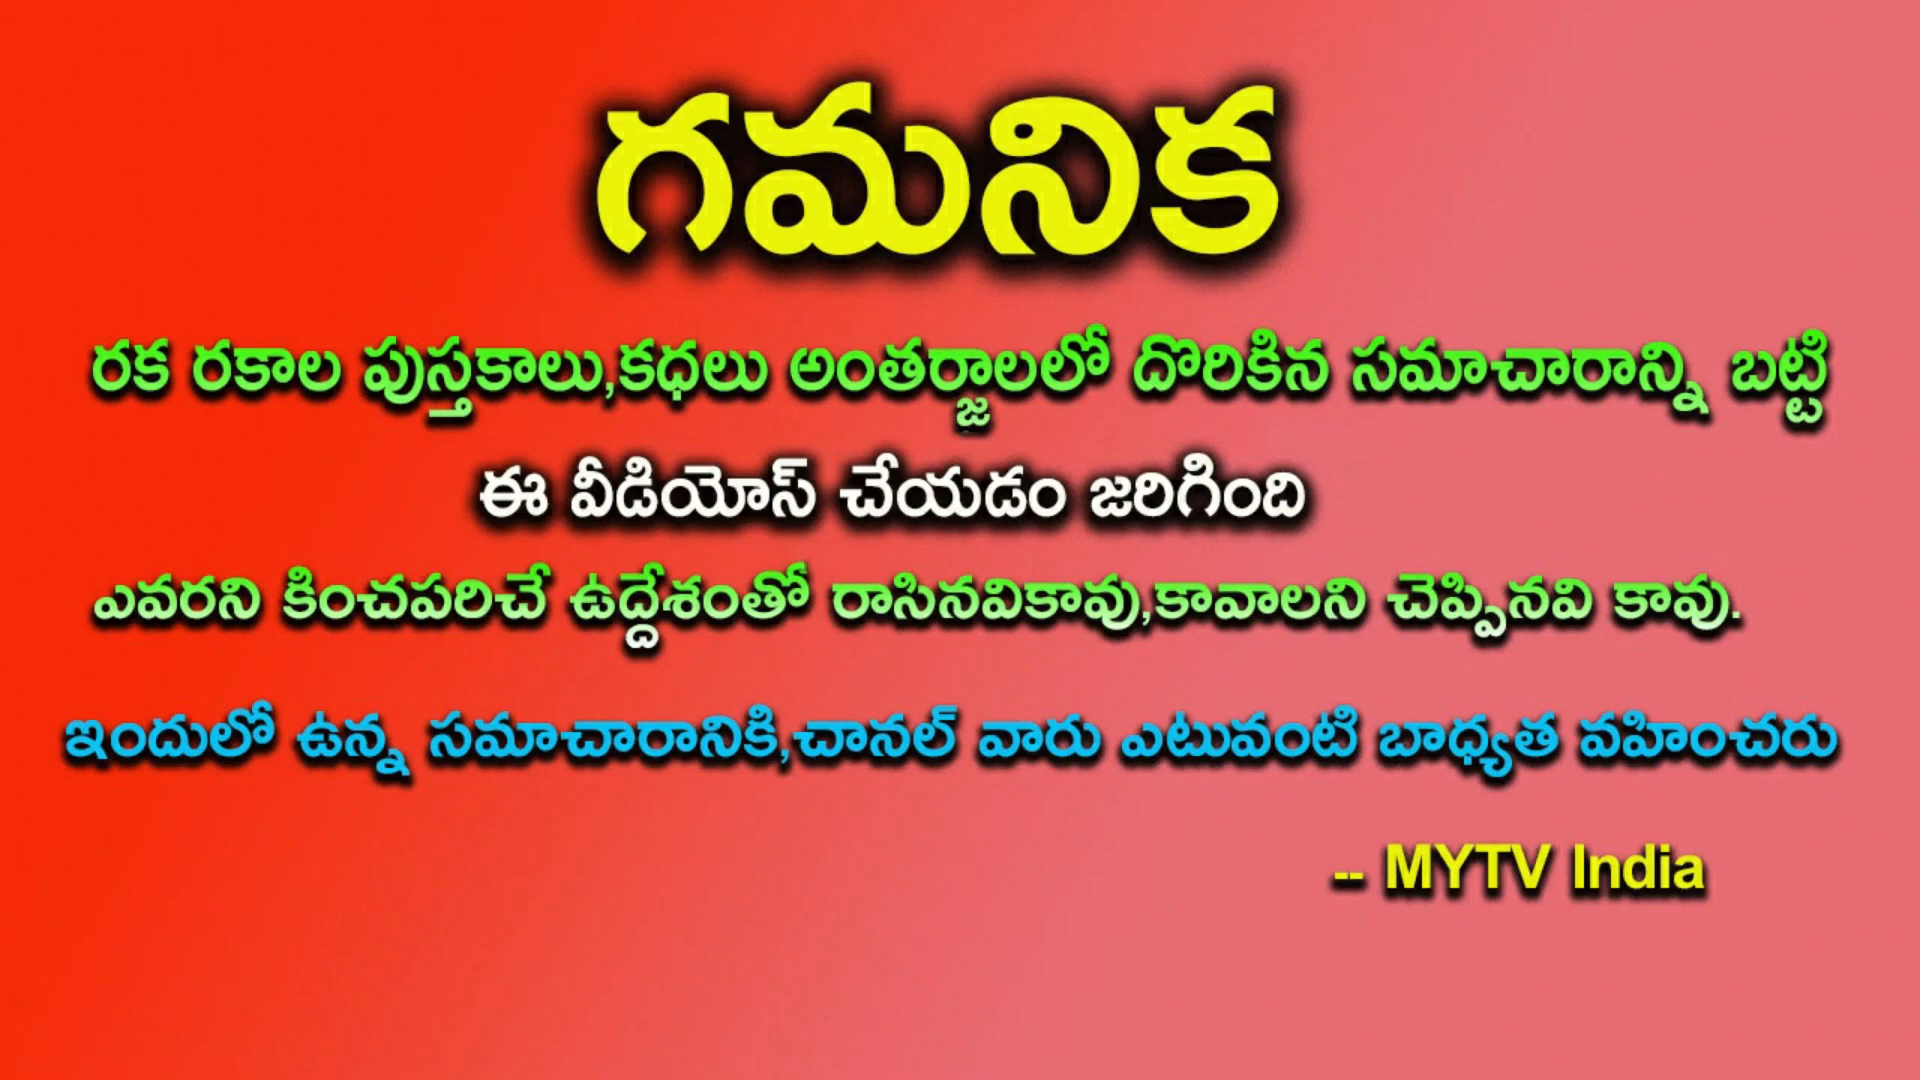 గమనిక
రక రకాల పుస్తకాలు,కధలు అంతర్జాలలో దొరికిన సమాచారాన్ని బట్టి
ఈ వీడియోస్ చేయడం జరిగింది
ఎవరని కించపరిచే ఉద్దేశంతో రాసినవికావు,కావాలని చెప్పినవి కావు.
ఇందులో ఉన్న సమాచారానికి,చానల్ వారు ఎటువంటి బాధ్యత వహించరు
-- MYTV India